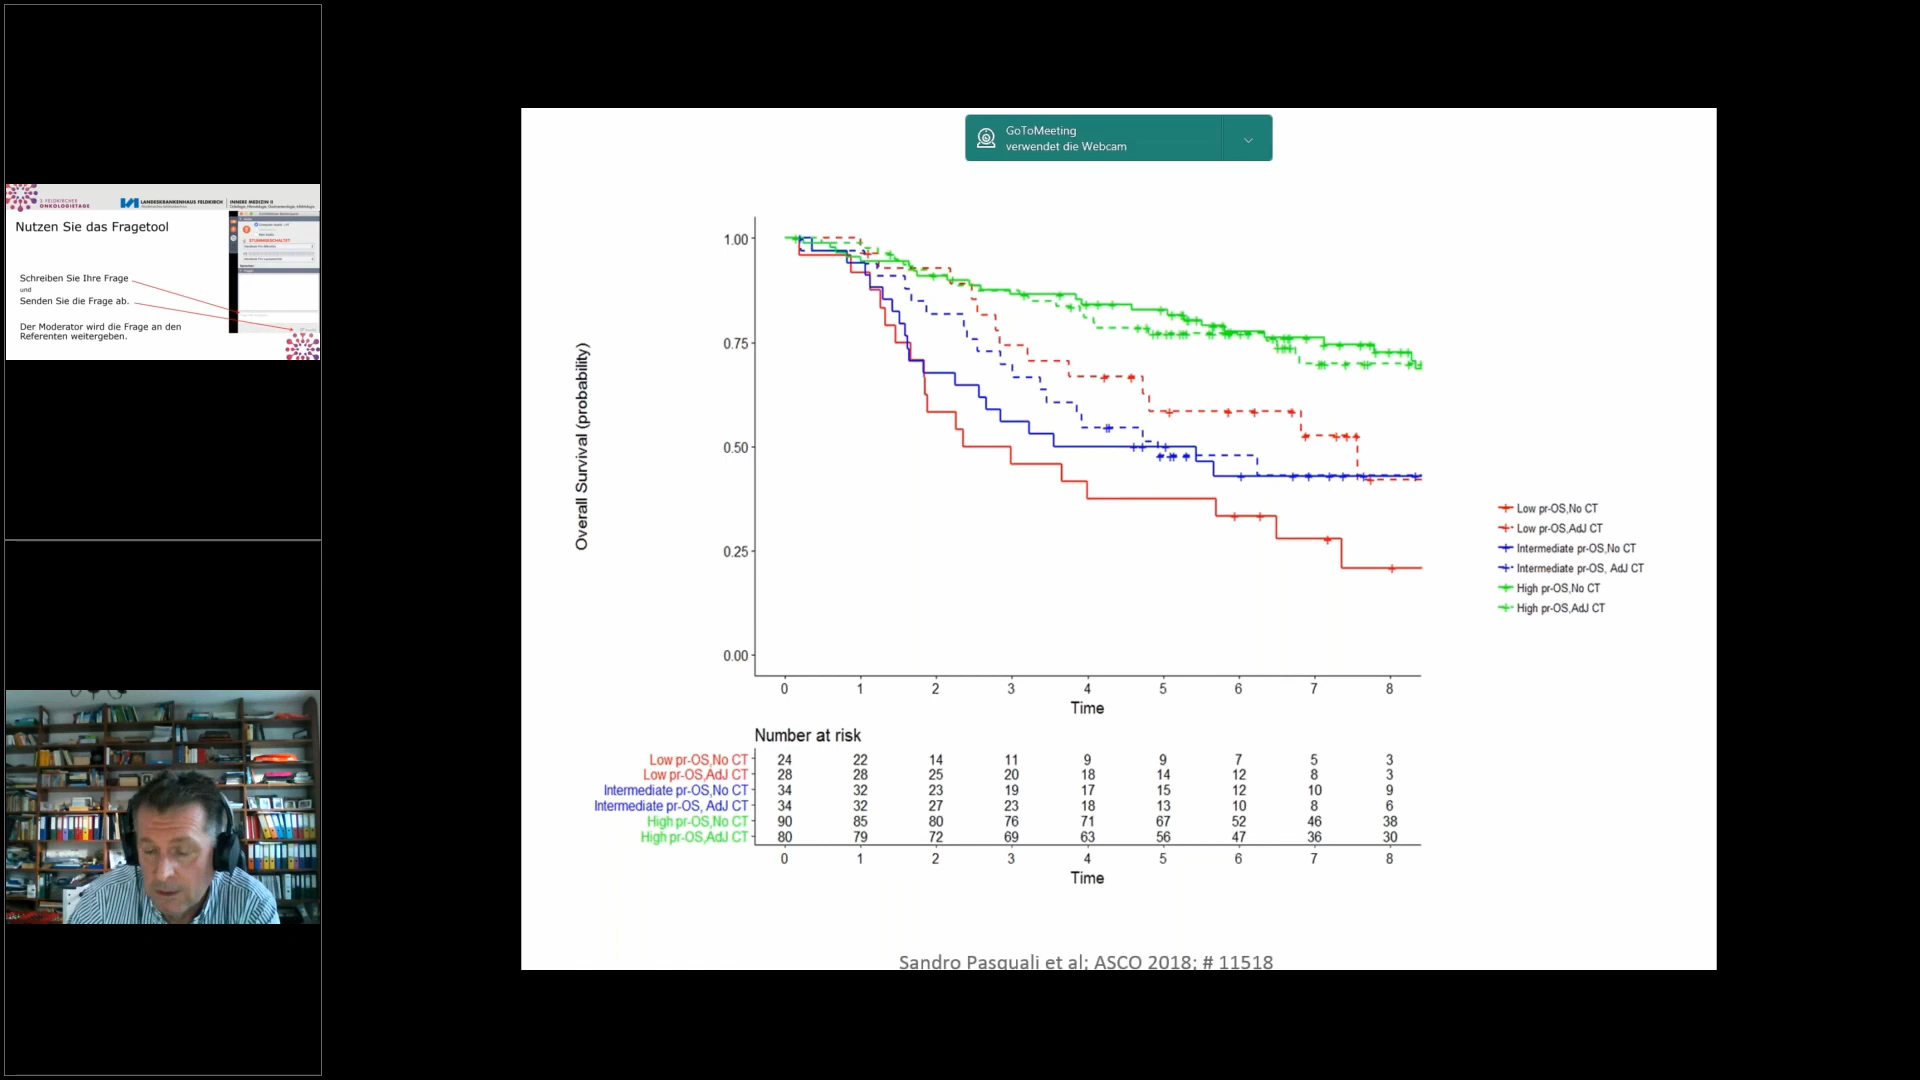 3. FELDKIRCHER
ONKOLOGIETAGE
LANDESKRANKENHAUS FELDKIRCH
INNERE MEDIZIN II
Nutzen Sie das Fragetool
STUMMGESCHALTET
Schreiben Sie Ihre Frage
und
Senden Sie die Frage ab.
Der Moderator wird die Frage an den
Referenten weitergeben.
GoToMeeting
verwendet die Webcam
Overall Survival (probability)
1.00
0.75
0.50
0.25
0.00
0 1 2 3 4 5 6 7 8
Time
Low pr-OS,No CT
Low pr-OS,AdJ CT
Intermediate pr-OS,No CT
Intermediate pr-OS, AdJ CT
High pr-OS,No CT
High pr-OS,AdJ CT
Number at risk
Low pr-OS,No CT 24 22 14 11 9 9 7 5 3
Low pr-OS,AdJ CT 28 28 25 20 18 14 12 8 3
Intermediate pr-OS,No CT 34 32 23 19 17 15 12 10 9
Intermediate pr-OS, AdJ CT 34 32 27 23 18 13 10 8 6
High pr-OS,No CT 90 85 80 76 71 67 52 46 38
High pr-OS,AdJ CT 80 79 72 69 63 56 47 36 30
0 1 2 3 4 5 6 7 8
Time
Sandro Pasquali et al; ASCO 2018; # 11518